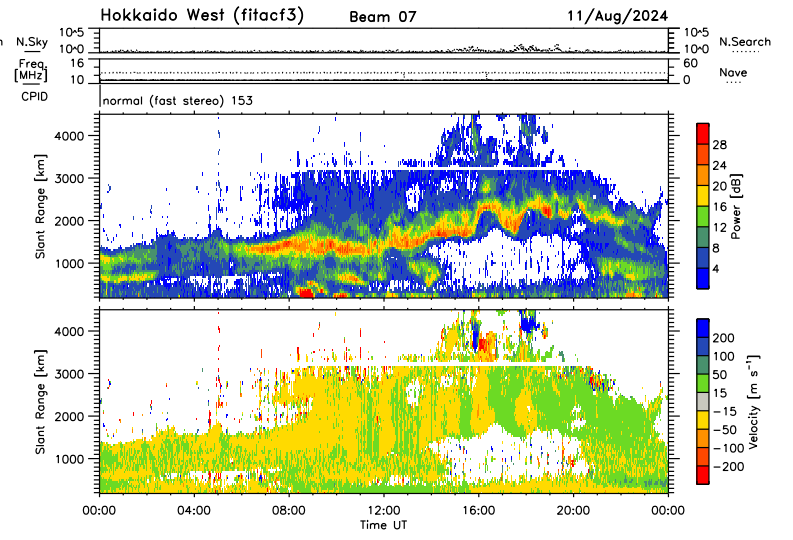 Hokkaido West (fitacf3) Beam 07 11/Aug/2024
N.Sky 10^5 10^0 10^5 10^0 N.Search
Freq. [MHz] 16 10 60 0 Nave
CPID normal (fast stereo) 153
Slant Range [km] 4000 3000 2000 1000
Power [dB] 28 24 20 16 12 8 4
Slant Range [km] 4000 3000 2000 1000
Velocity [m s⁻¹] 200 100 50 15 −15 −50 −100 −200
00:00 04:00 08:00 12:00 16:00 20:00 00:00
Time UT